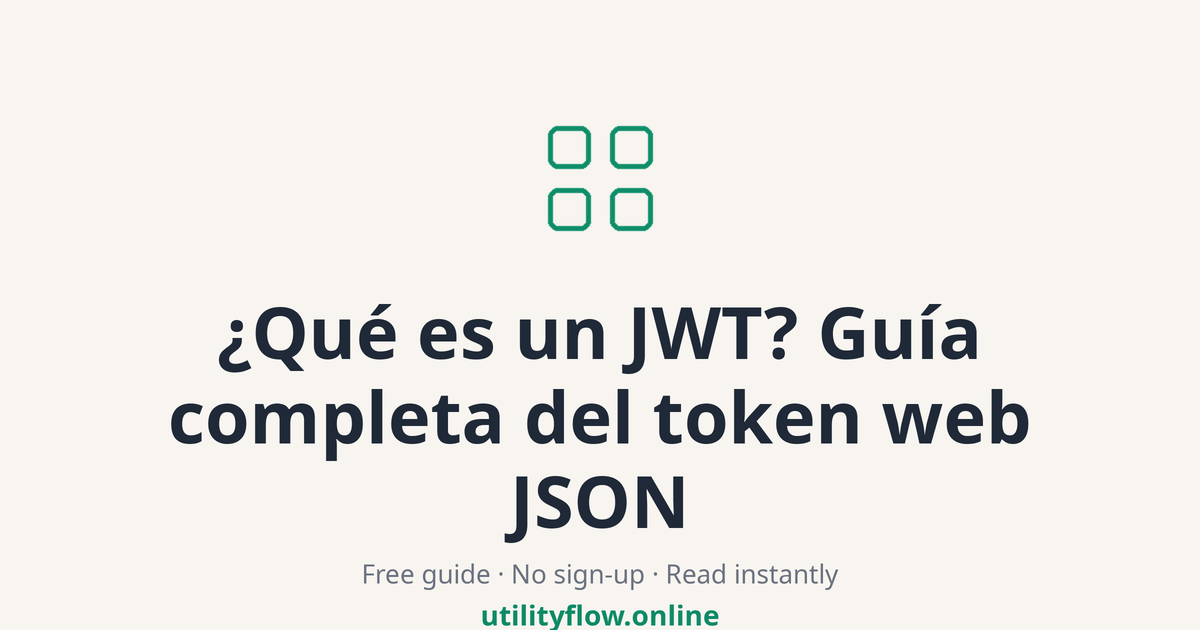 ¿Qué es un JWT? Guía
completa del token web
JSON
Free guide · No sign-up · Read instantly
utilityflow.online